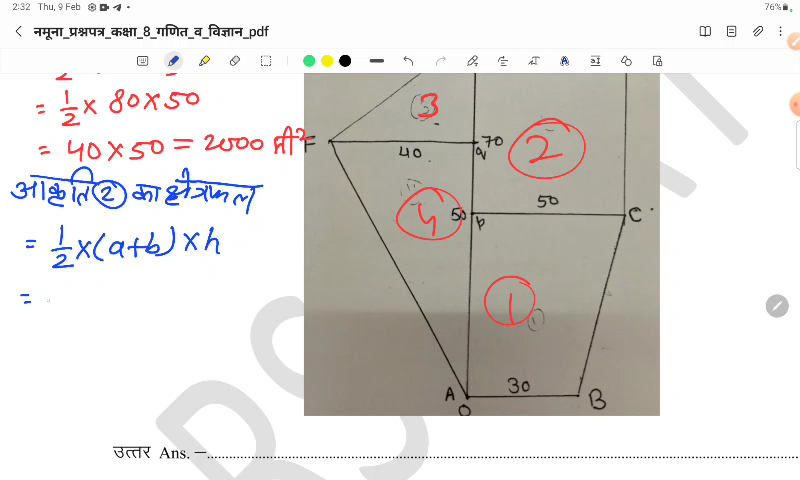 2:32 Thu, 9 Feb 76%
नमूना_प्रश्नपत्र_कक्षा_8_गणित_व_विज्ञान_pdf
= 1/2 × 80×50
= 40×50 = 2000 मी²
आकृति ② का क्षेत्रफल
= 1/2 ×(a+b) ×h
=
3
F
40
70
q
2
4
50
p
50
C
1
A
0
30
B
उत्तर Ans. –